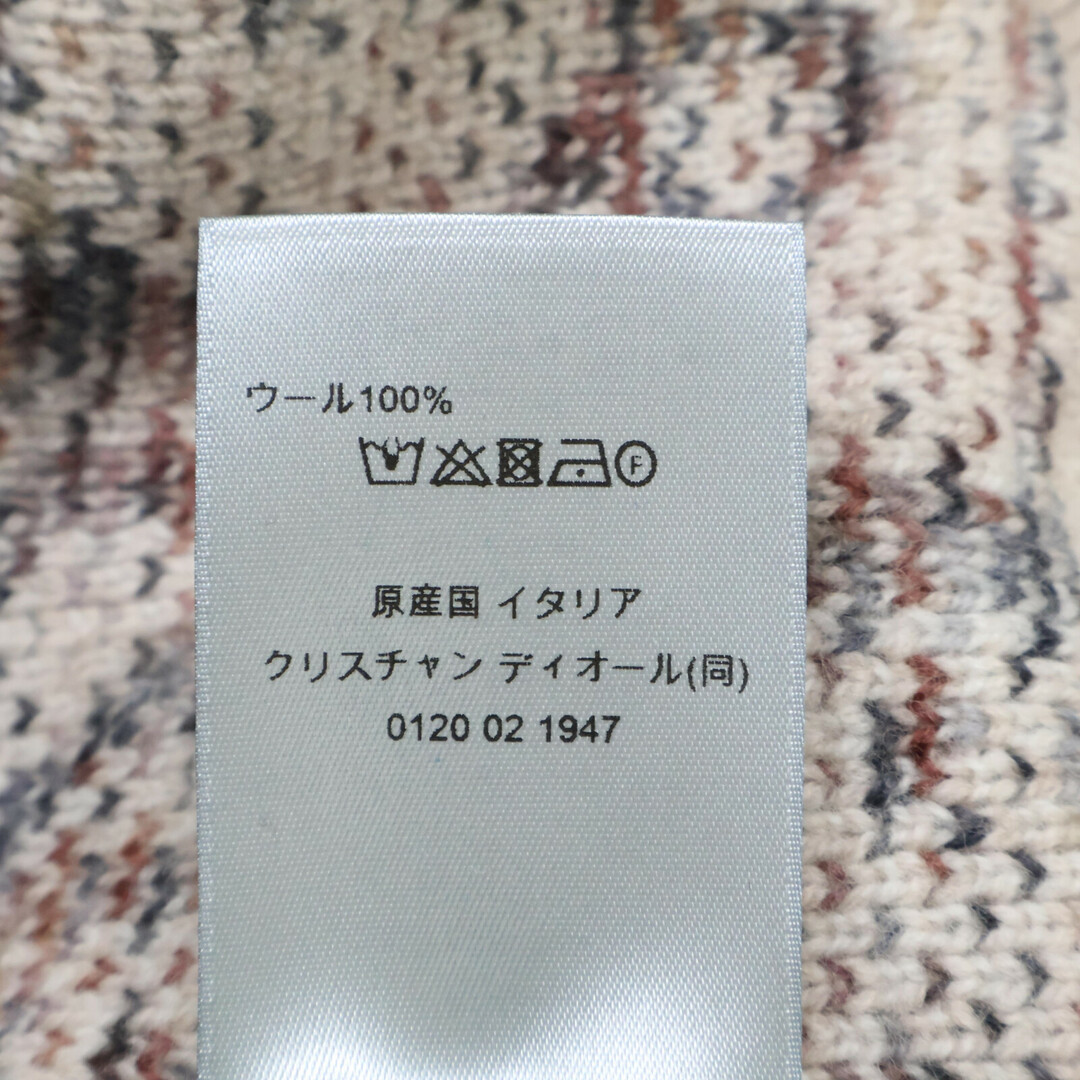 ウール100%
F
原産国 イタリア
クリスチャン ディオール(同)
0120 02 1947